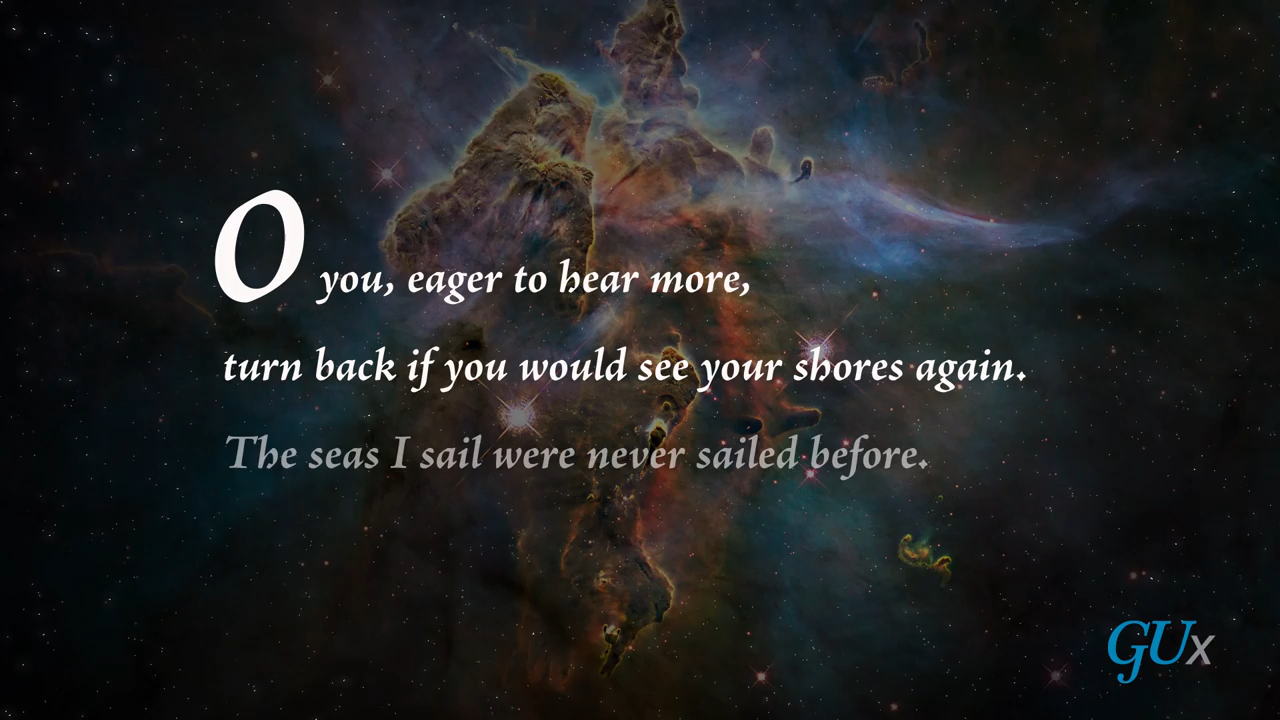 O you, eager to hear more,
turn back if you would see your shores again.
The seas I sail were never sailed before.
GUx